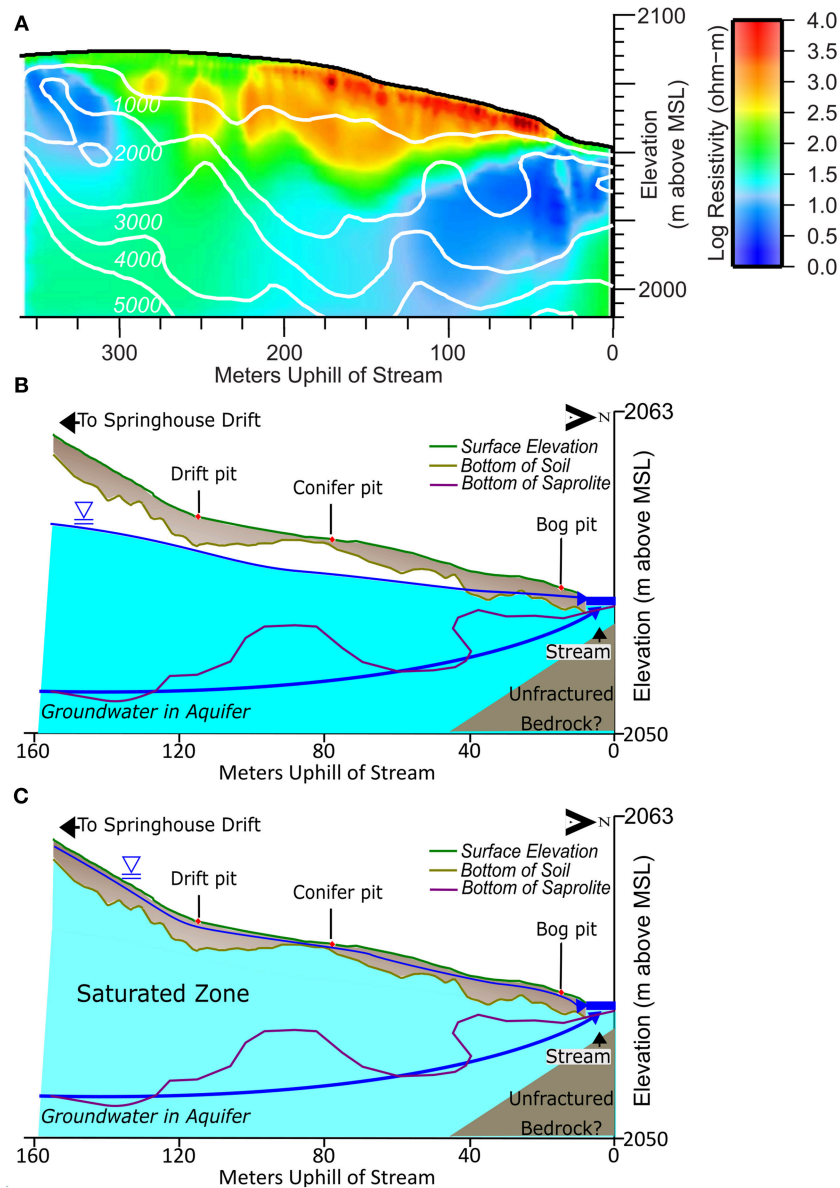 A
2100
4.0
3.5
3.0
2.5
2.0
1.5
1.0
0.5
0.0
Log Resistivity (ohm-m)
Elevation
(m above MSL)
1000
2000
3000
4000
5000
2000
300
200
100
0
Meters Uphill of Stream
B
To Springhouse Drift
N
2063
Surface Elevation
Bottom of Soil
Bottom of Saprolite
Drift pit
Conifer pit
Bog pit
Elevation (m above MSL)
Stream
Unfractured
Bedrock?
Groundwater in Aquifer
2050
160
120
80
40
0
Meters Uphill of Stream
C
To Springhouse Drift
N
2063
Surface Elevation
Bottom of Soil
Bottom of Saprolite
Drift pit
Conifer pit
Bog pit
Elevation (m above MSL)
Saturated Zone
Stream
Unfractured
Bedrock?
Groundwater in Aquifer
2050
160
120
80
40
0
Meters Uphill of Stream